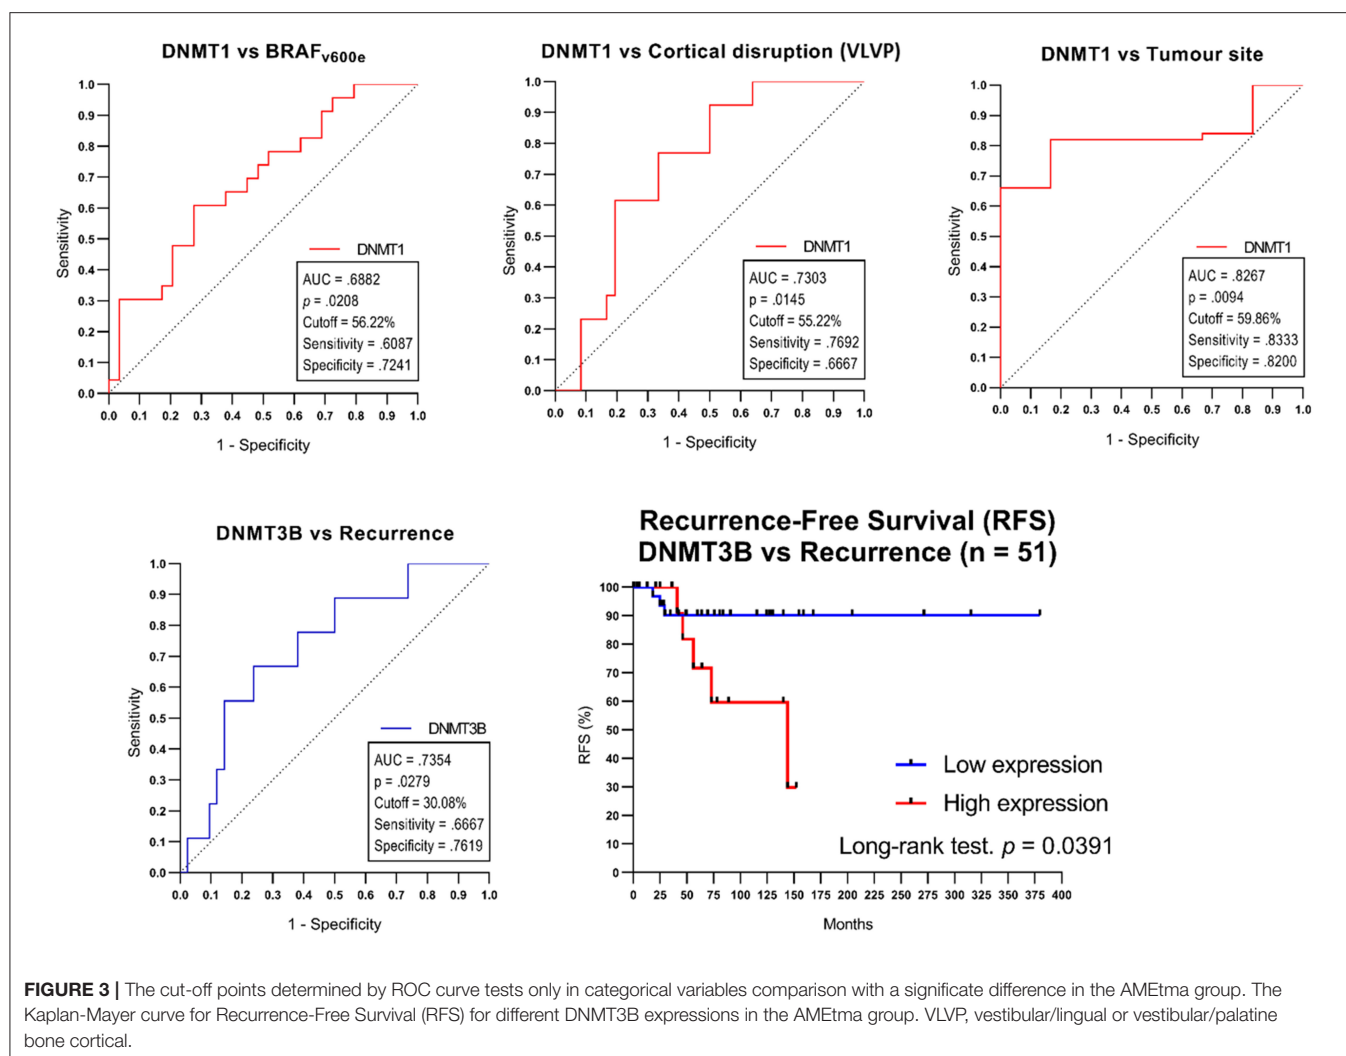 DNMT1 vs BRAFv600e
1.0
0.9
0.8
0.7
0.6
0.5
0.4
0.3
0.2
0.1
0.0
Sensitivity
DNMT1
AUC = .6882
p = .0208
Cutoff = 56.22%
Sensitivity = .6087
Specificity = .7241
0.0 0.1 0.2 0.3 0.4 0.5 0.6 0.7 0.8 0.9 1.0
1 - Specificity
DNMT1 vs Cortical disruption (VLVP)
1.0
0.9
0.8
0.7
0.6
0.5
0.4
0.3
0.2
0.1
0.0
Sensitivity
DNMT1
AUC = .7303
p = .0145
Cutoff = 55.22%
Sensitivity = .7692
Specificity = .6667
0.0 0.1 0.2 0.3 0.4 0.5 0.6 0.7 0.8 0.9 1.0
1 - Specificity
DNMT1 vs Tumour site
1.0
0.9
0.8
0.7
0.6
0.5
0.4
0.3
0.2
0.1
0.0
Sensitivity
DNMT1
AUC = .8267
p = .0094
Cutoff = 59.86%
Sensitivity = .8333
Specificity = .8200
0.0 0.1 0.2 0.3 0.4 0.5 0.6 0.7 0.8 0.9 1.0
1 - Specificity
DNMT3B vs Recurrence
1.0
0.9
0.8
0.7
0.6
0.5
0.4
0.3
0.2
0.1
0.0
Sensitivity
DNMT3B
AUC = .7354
p = .0279
Cutoff = 30.08%
Sensitivity = .6667
Specificity = .7619
0.0 0.1 0.2 0.3 0.4 0.5 0.6 0.7 0.8 0.9 1.0
1 - Specificity
Recurrence-Free Survival (RFS)
DNMT3B vs Recurrence (n = 51)
100
90
80
70
60
50
40
30
20
10
0
RFS (%)
Low expression
High expression
Long-rank test. p = 0.0391
0 25 50 75 100 125 150 175 200 225 250 275 300 325 350 375 400
Months
FIGURE 3 | The cut-off points determined by ROC curve tests only in categorical variables comparison with a significate difference in the AMEtma group. The
Kaplan-Mayer curve for Recurrence-Free Survival (RFS) for different DNMT3B expressions in the AMEtma group. VLVP, vestibular/lingual or vestibular/palatine
bone cortical.